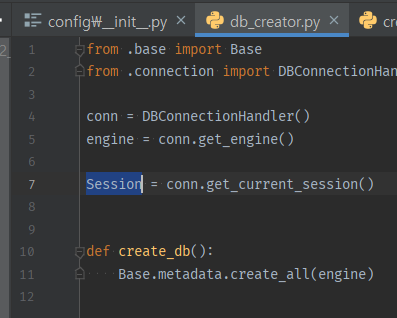 config₩__init__.py
db_creator.py
1 from .base import Base
2 from .connection import DBConnectionHan
3
4 conn = DBConnectionHandler()
5 engine = conn.get_engine()
6
7 Session = conn.get_current_session()
8
9
10 def create_db():
11 Base.metadata.create_all(engine)
12